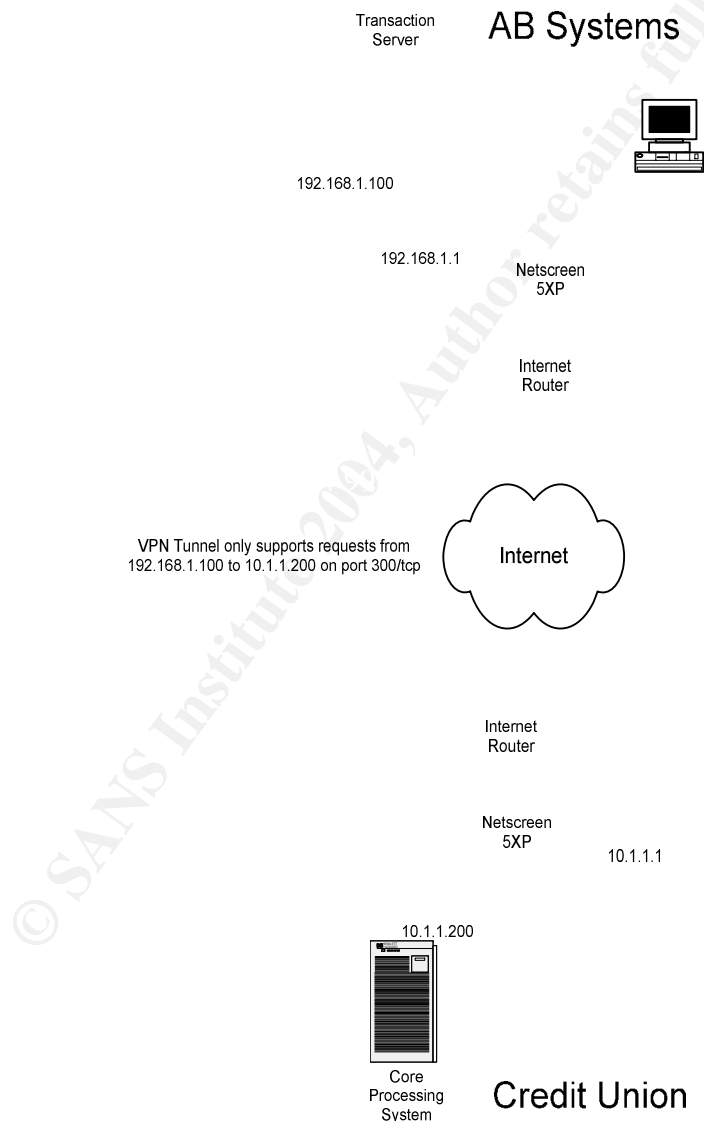 Transaction
Server
AB Systems
192.168.1.100
192.168.1.1
Netscreen
5XP
Internet
Router
VPN Tunnel only supports requests from
192.168.1.100 to 10.1.1.200 on port 300/tcp
Internet
Internet
Router
Netscreen
5XP
10.1.1.1
10.1.1.200
Core
Processing
System
Credit Union
© SANS Institute 2004, Author retains full